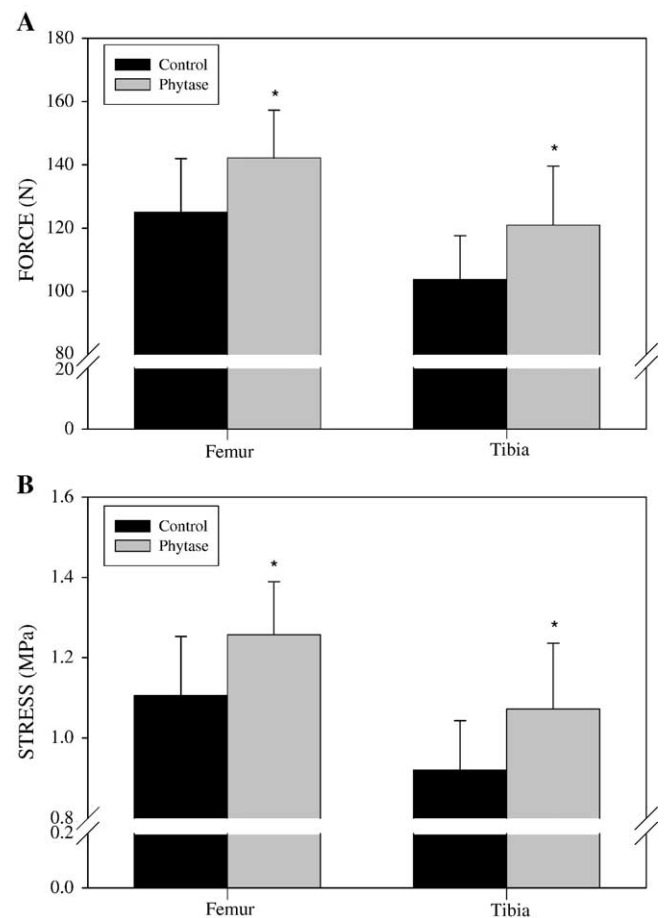 A
180
160
140
120
100
80
20
0
FORCE (N)
Control
Phytase
*
*
Femur
Tibia
B
1.6
1.4
1.2
1.0
0.8
0.2
0.0
STRESS (MPa)
Control
Phytase
*
*
Femur
Tibia